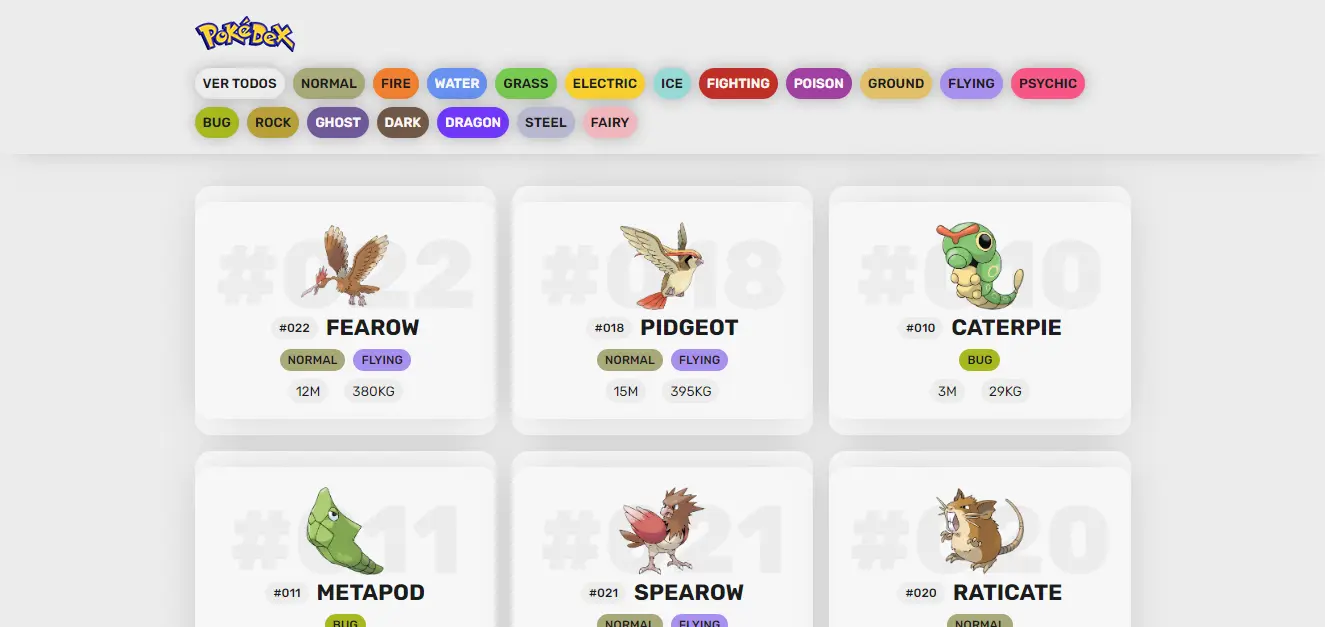 PokéDex
VER TODOS NORMAL FIRE WATER GRASS ELECTRIC ICE FIGHTING POISON GROUND FLYING PSYCHIC
BUG ROCK GHOST DARK DRAGON STEEL FAIRY
#022 #018 #010
#022 FEAROW #018 PIDGEOT #010 CATERPIE
NORMAL FLYING NORMAL FLYING BUG
12M 380KG 15M 395KG 3M 29KG
#011 #021 #020
#011 METAPOD #021 SPEAROW #020 RATICATE
BUG NORMAL FLYING NORMAL